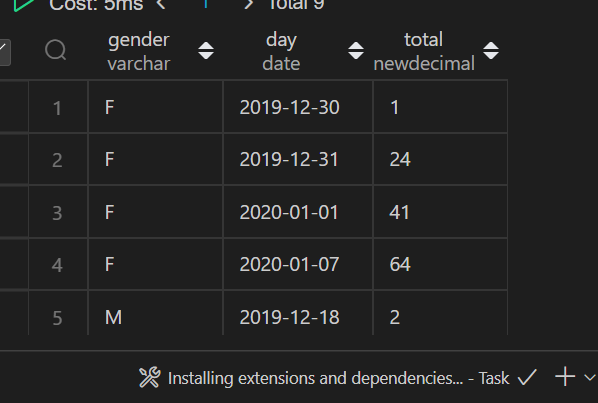 Cost: 5ms < 1 > Total 9
gender day total
varchar date newdecimal
1 F 2019-12-30 1
2 F 2019-12-31 24
3 F 2020-01-01 41
4 F 2020-01-07 64
5 M 2019-12-18 2
Installing extensions and dependencies... - Task